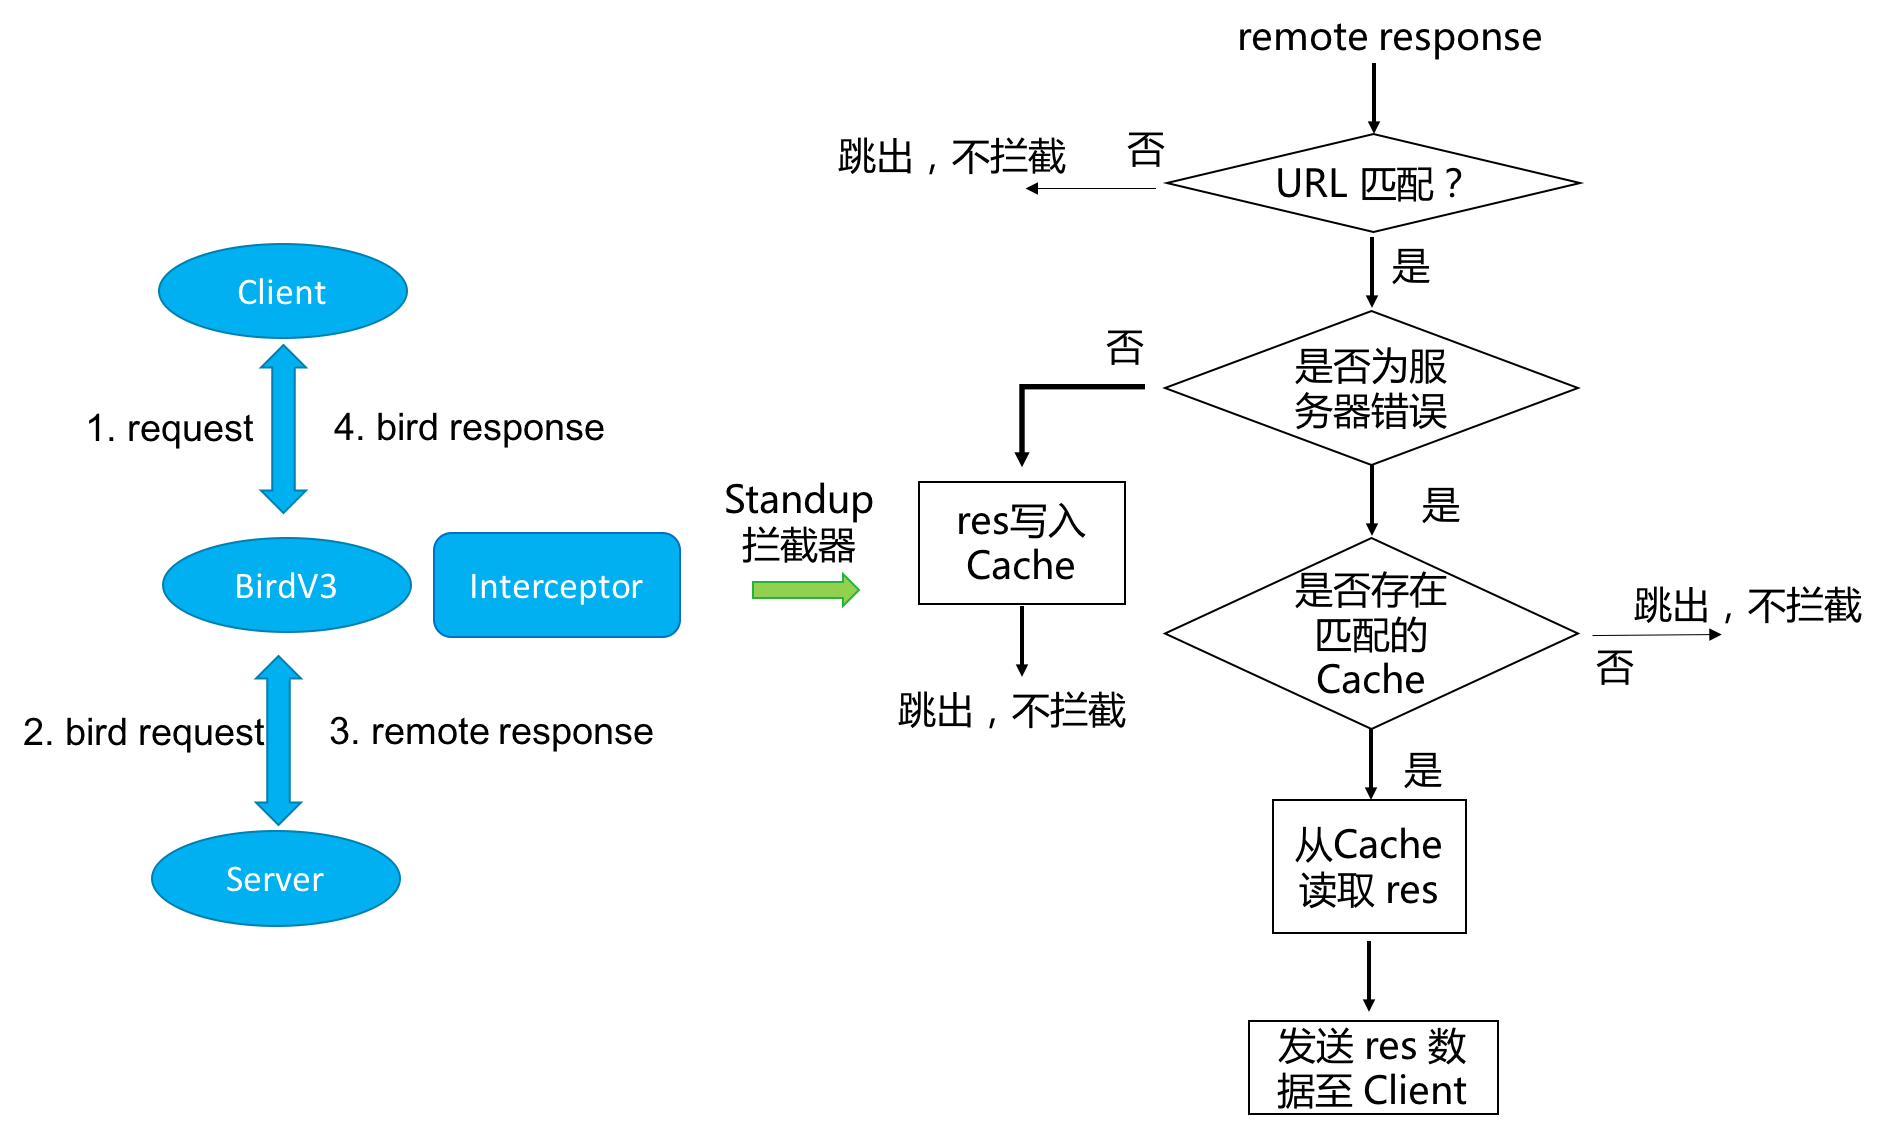 Client
1. request
4. bird response
BirdV3
Interceptor
2. bird request
3. remote response
Server
Standup
拦截器
remote response
URL 匹配？
否
跳出，不拦截
是
是否为服
务器错误
否
res写入
Cache
跳出，不拦截
是
是否存在
匹配的
Cache
跳出，不拦截
否
是
从Cache
读取 res
发送 res 数
据至 Client